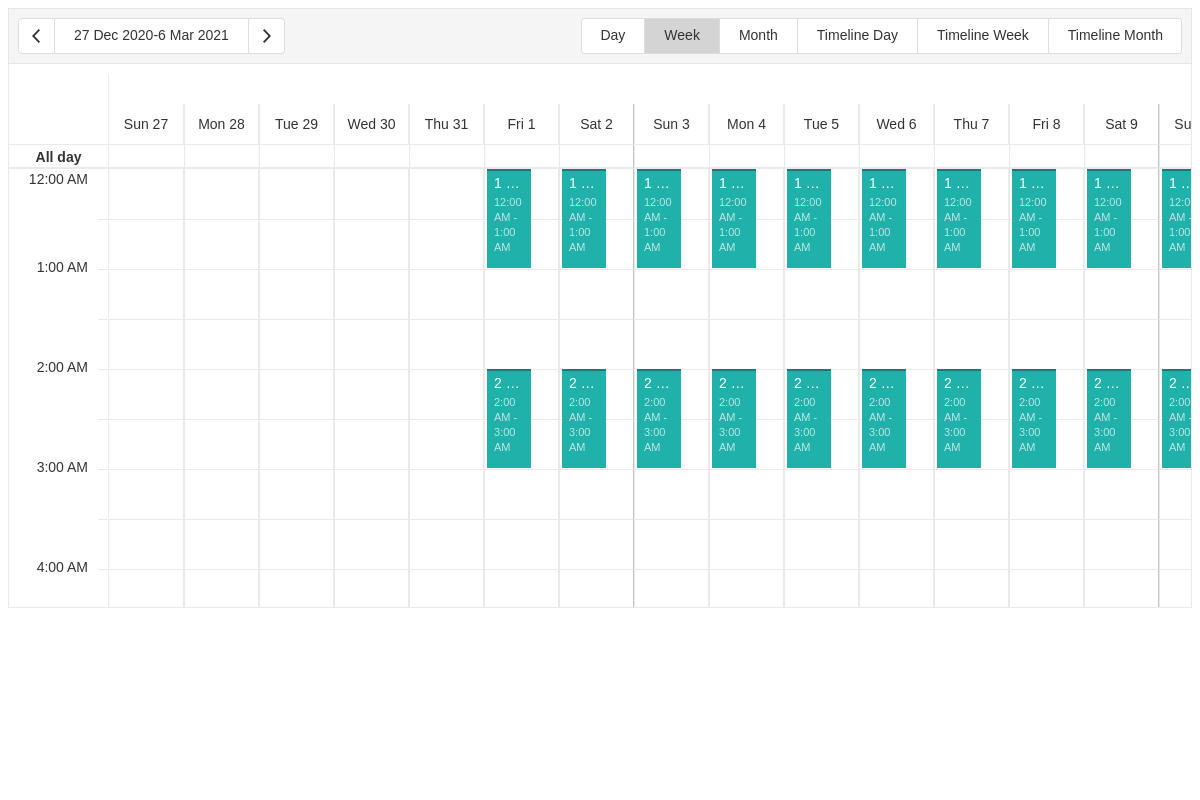 27 Dec 2020-6 Mar 2021 Day Week Month Timeline Day Timeline Week Timeline Month
Sun 27 Mon 28 Tue 29 Wed 30 Thu 31 Fri 1 Sat 2 Sun 3 Mon 4 Tue 5 Wed 6 Thu 7 Fri 8 Sat 9 Su
All day
12:00 AM 1 ... 1 ... 1 ... 1 ... 1 ... 1 ... 1 ... 1 ... 1 ... 1 ...
12:00 12:00 12:00 12:00 12:00 12:00 12:00 12:00 12:00 12:0
AM - AM - AM - AM - AM - AM - AM - AM - AM - AM -
1:00 1:00 1:00 1:00 1:00 1:00 1:00 1:00 1:00 1:00
AM AM AM AM AM AM AM AM AM AM
1:00 AM
2:00 AM 2 ... 2 ... 2 ... 2 ... 2 ... 2 ... 2 ... 2 ... 2 ... 2 ...
2:00 2:00 2:00 2:00 2:00 2:00 2:00 2:00 2:00 2:00
AM - AM - AM - AM - AM - AM - AM - AM - AM - AM -
3:00 3:00 3:00 3:00 3:00 3:00 3:00 3:00 3:00 3:00
AM AM AM AM AM AM AM AM AM AM
3:00 AM
4:00 AM